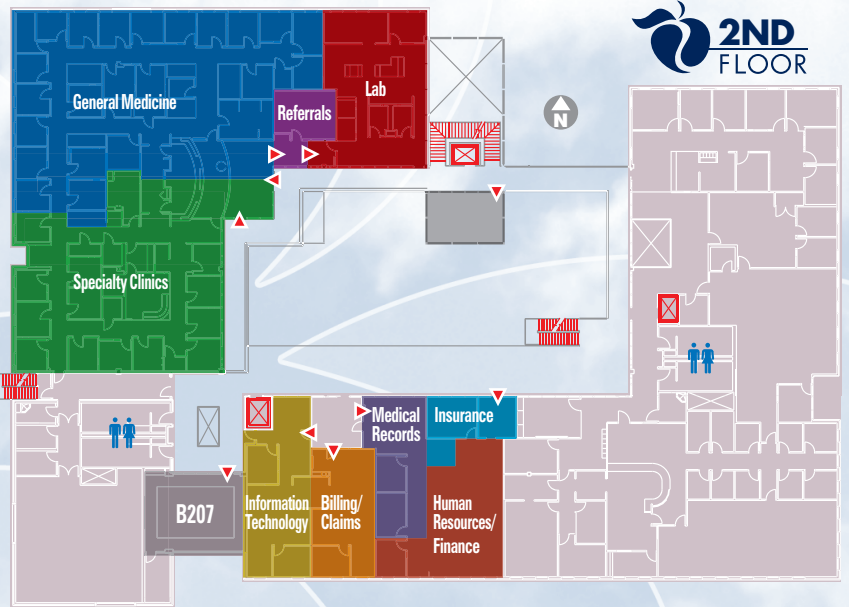 2ND
FLOOR
General Medicine
Lab
Referrals
N
Specialty Clinics
Medical
Records
Insurance
B207
Information
Technology
Billing/
Claims
Human
Resources/
Finance